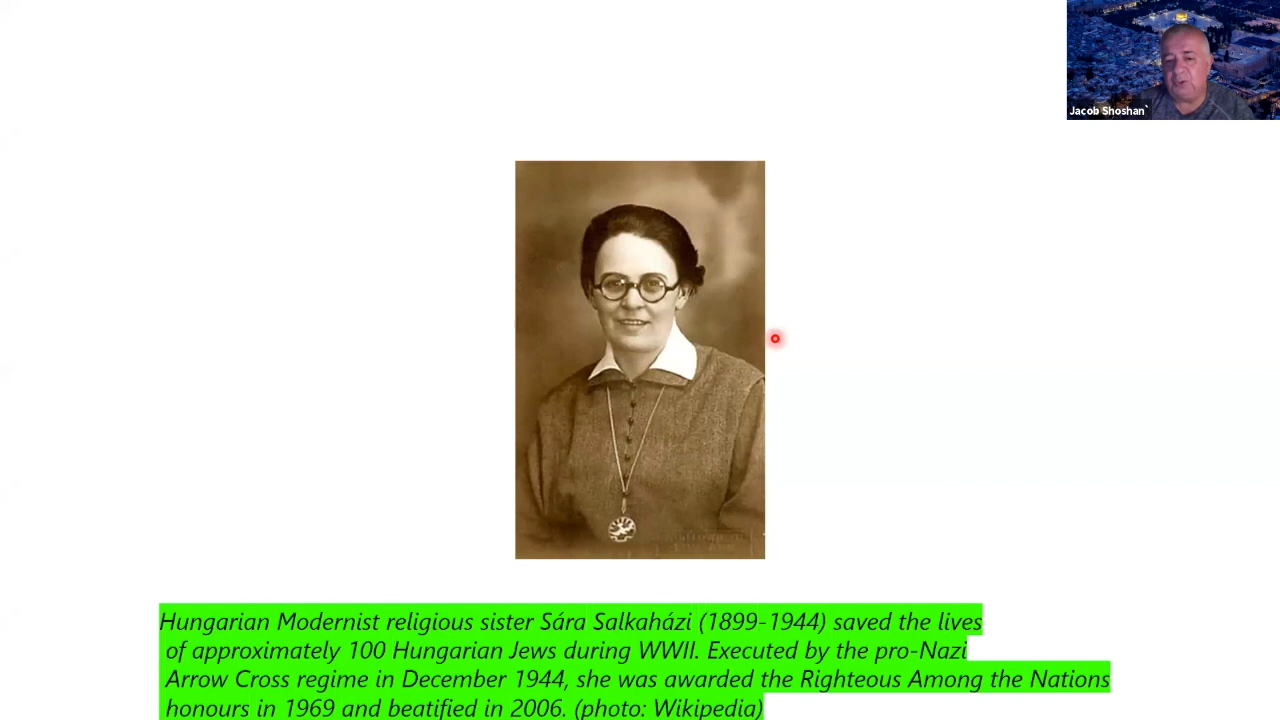 Jacob Shoshan`
Hungarian Modernist religious sister Sára Salkaházi (1899-1944) saved the lives
of approximately 100 Hungarian Jews during WWII. Executed by the pro-Nazi
Arrow Cross regime in December 1944, she was awarded the Righteous Among the Nations
honours in 1969 and beatified in 2006. (photo: Wikipedia)